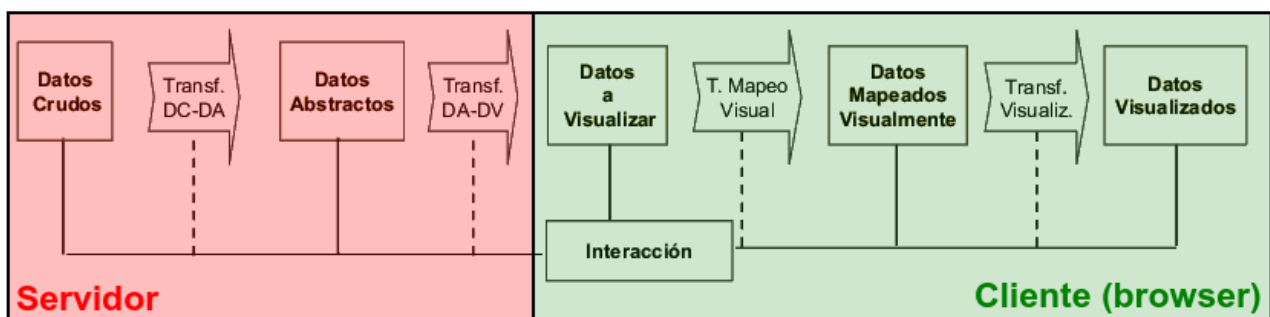 Datos
Crudos
Transf.
DC-DA
Datos
Abstractos
Transf.
DA-DV
Datos
a
Visualizar
T. Mapeo
Visual
Datos
Mapeados
Visualmente
Transf.
Visualiz.
Datos
Visualizados
Interacción
Servidor
Cliente (browser)